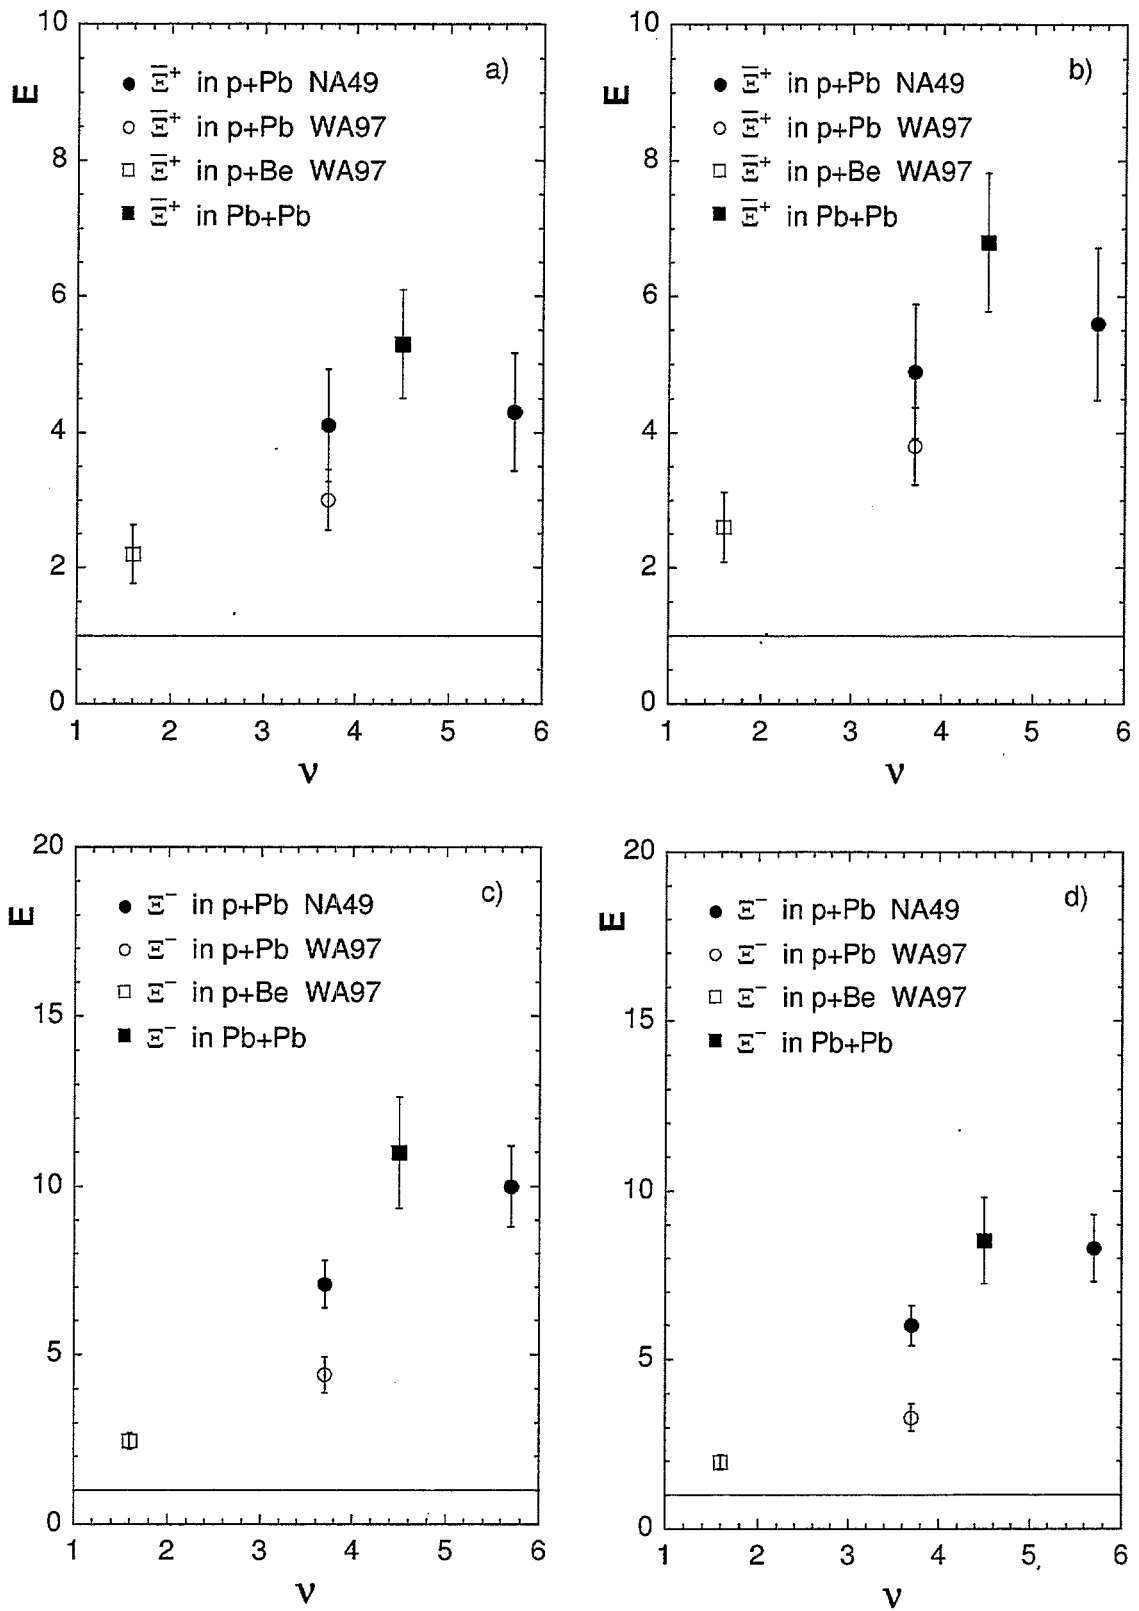 10
8
6
4
2
0
E
a)
Ξ̄⁺ in p+Pb NA49
Ξ̄⁺ in p+Pb WA97
Ξ̄⁺ in p+Be WA97
Ξ̄⁺ in Pb+Pb
1 2 3 4 5 6
ν
10
8
6
4
2
0
E
b)
Ξ̄⁺ in p+Pb NA49
Ξ̄⁺ in p+Pb WA97
Ξ̄⁺ in p+Be WA97
Ξ̄⁺ in Pb+Pb
1 2 3 4 5 6
ν
20
15
10
5
0
E
c)
Ξ⁻ in p+Pb NA49
Ξ⁻ in p+Pb WA97
Ξ⁻ in p+Be WA97
Ξ⁻ in Pb+Pb
1 2 3 4 5 6
ν
20
15
10
5
0
E
d)
Ξ⁻ in p+Pb NA49
Ξ⁻ in p+Pb WA97
Ξ⁻ in p+Be WA97
Ξ⁻ in Pb+Pb
1 2 3 4 5 6
ν